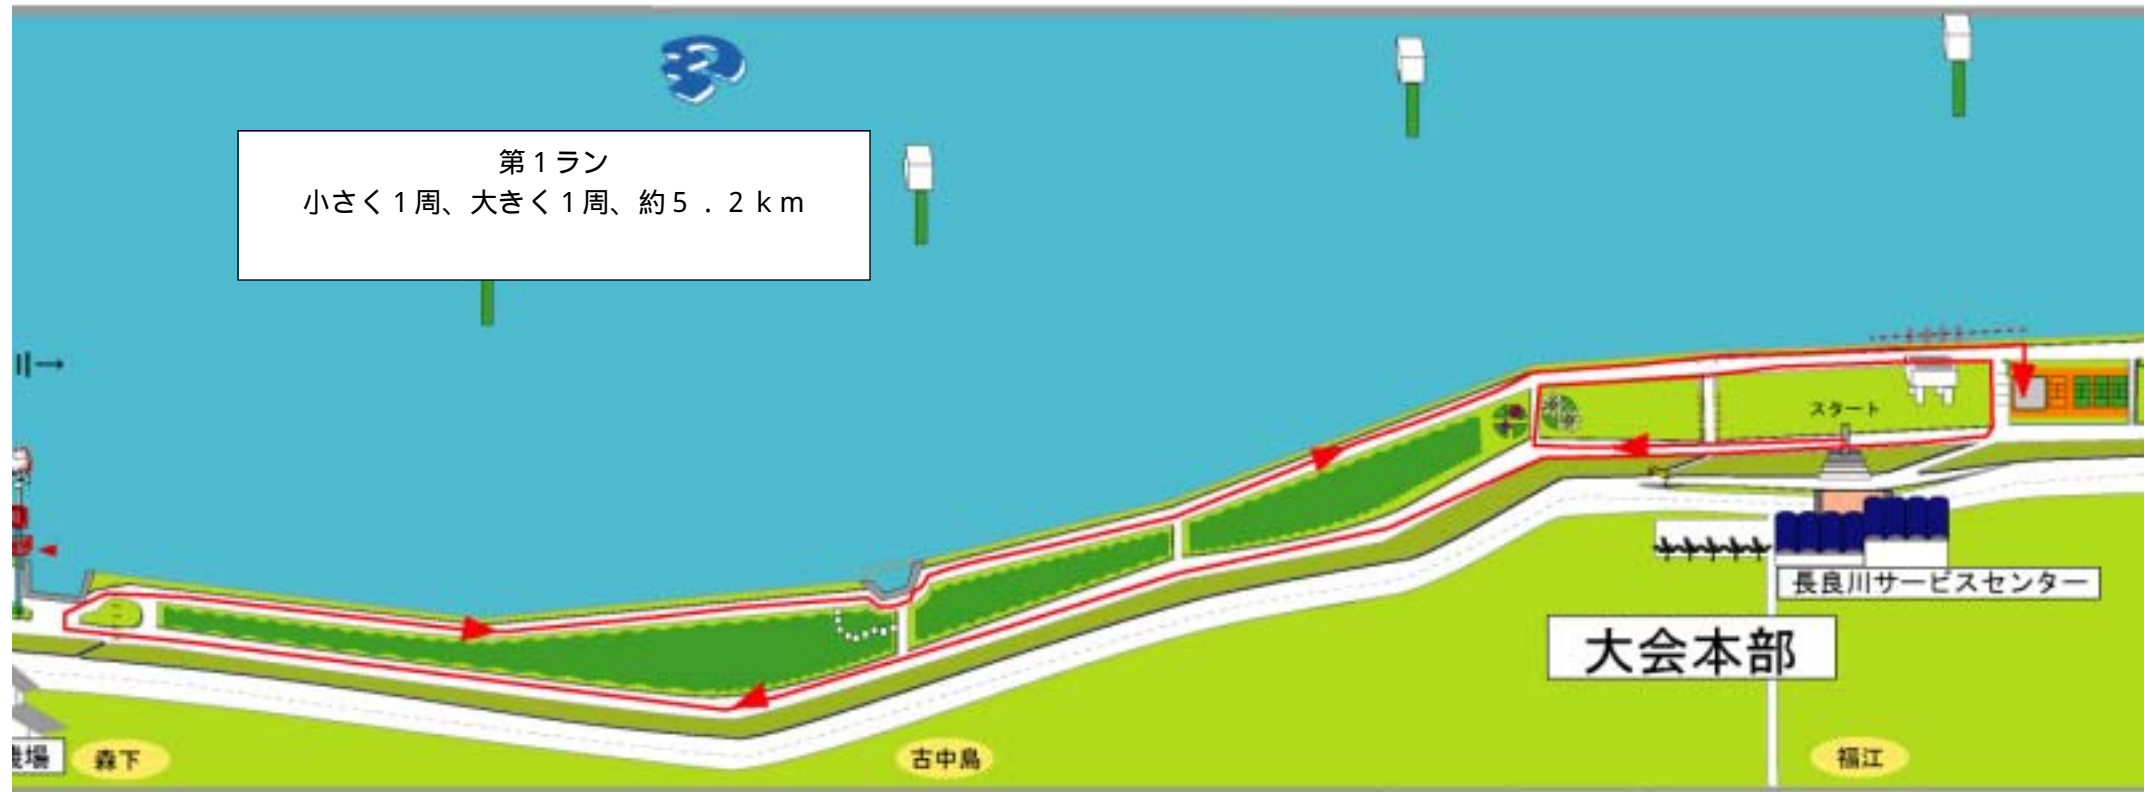 第1ラン
小さく1周、大きく1周、約5.2km
スタート
長良川サービスセンター
大会本部
場
森下
古中島
福江